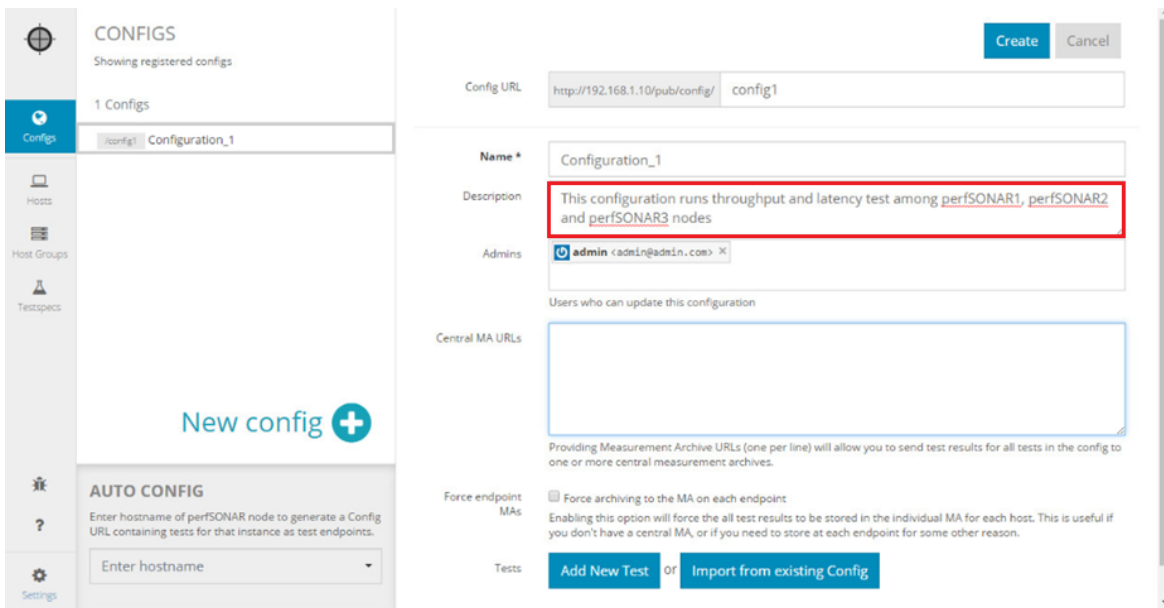 CONFIGS
Showing registered configs
1 Configs
/config1 Configuration_1
New config
AUTO CONFIG
Enter hostname of perfSONAR node to generate a Config
URL containing tests for that instance as test endpoints.
Enter hostname
Configs
Hosts
Host Groups
Testspecs
?
Settings
Create Cancel
Config URL http://192.168.1.10/pub/config/ config1
Name * Configuration_1
Description This configuration runs throughput and latency test among perfSONAR1, perfSONAR2
and perfSONAR3 nodes
Admins admin <admin@admin.com> ×
Users who can update this configuration
Central MA URLs
Providing Measurement Archive URLs (one per line) will allow you to send test results for all tests in the config to
one or more central measurement archives.
Force endpoint Force archiving to the MA on each endpoint
MAs
Enabling this option will force the all test results to be stored in the individual MA for each host. This is useful if
you don't have a central MA, or if you need to store at each endpoint for some other reason.
Tests Add New Test or Import from existing Config